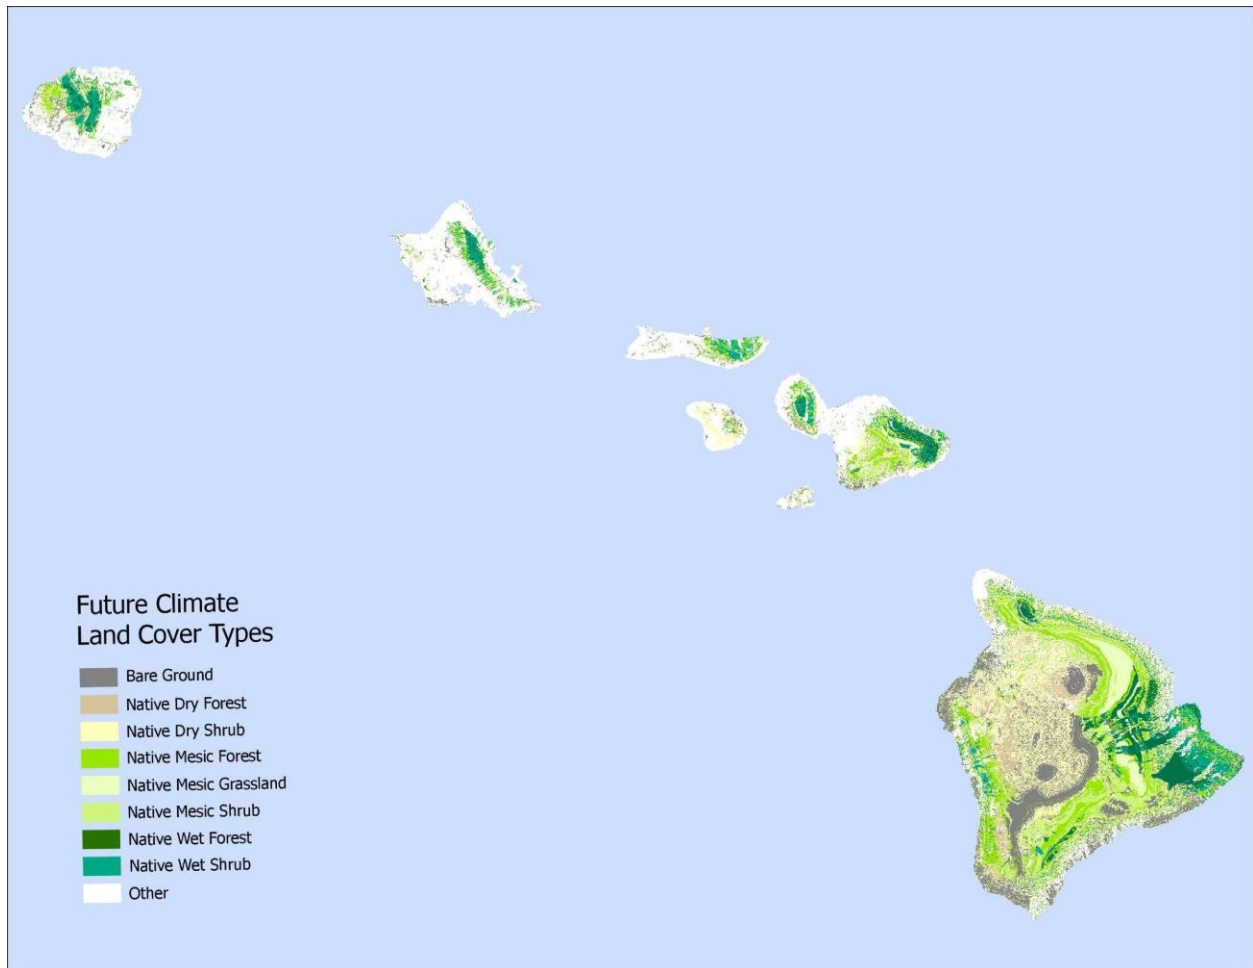 Future Climate
Land Cover Types
Bare Ground
Native Dry Forest
Native Dry Shrub
Native Mesic Forest
Native Mesic Grassland
Native Mesic Shrub
Native Wet Forest
Native Wet Shrub
Other